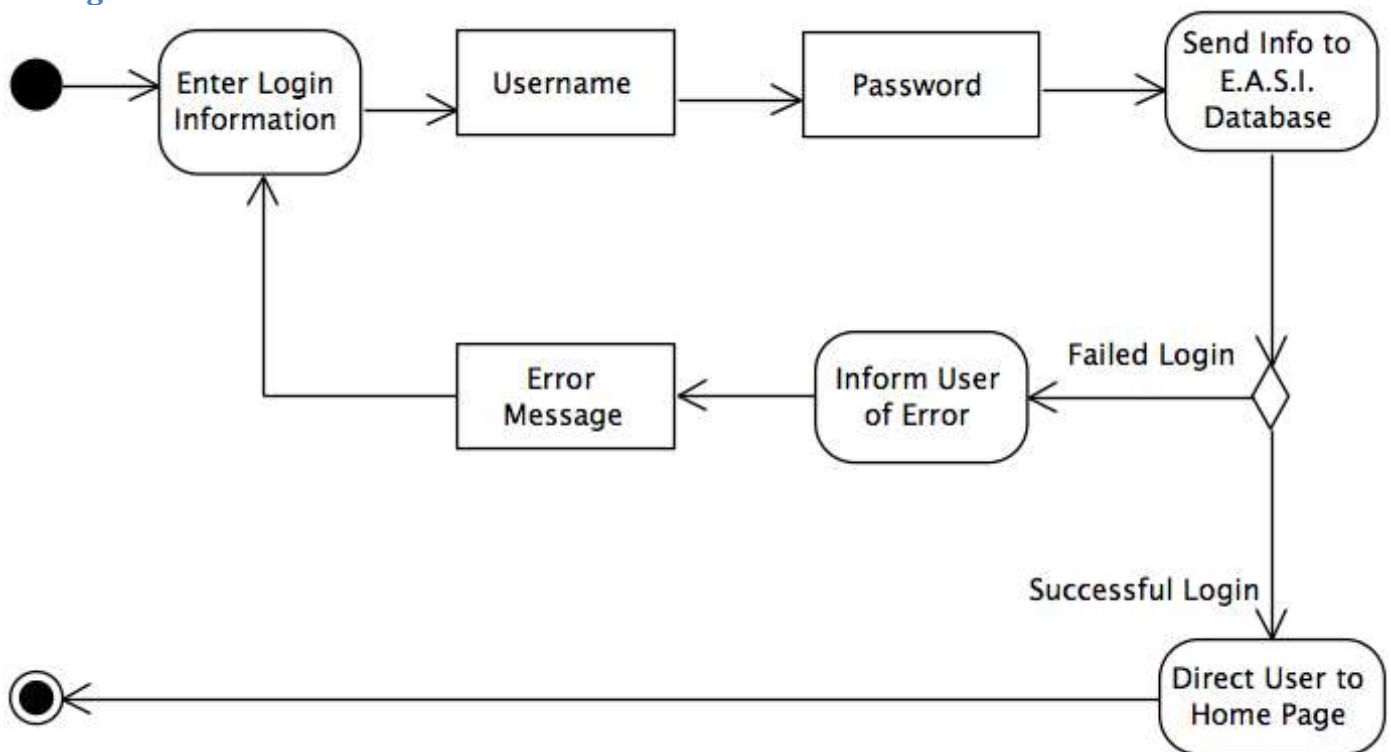 Enter Login
Information
Username
Password
Send Info to
E.A.S.I.
Database
Failed Login
Inform User
of Error
Error
Message
Successful Login
Direct User to
Home Page